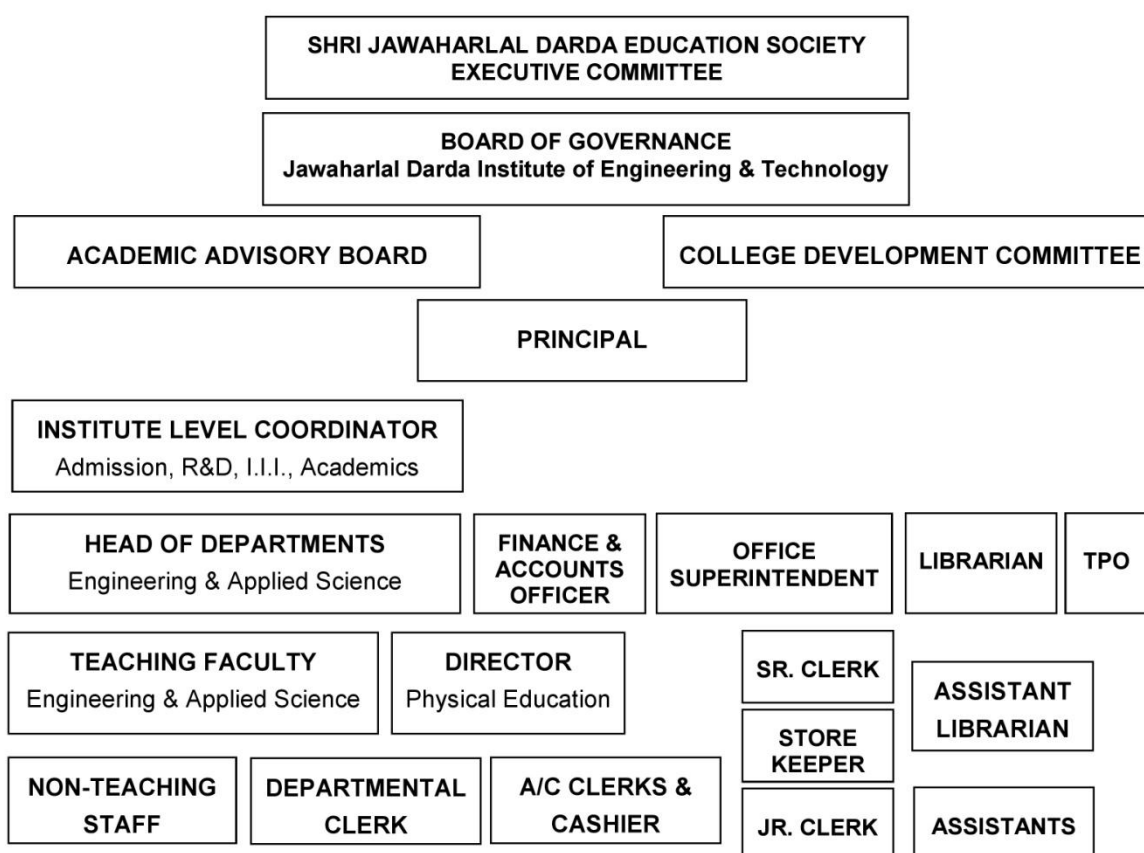 SHRI JAWAHARLAL DARDA EDUCATION SOCIETY
EXECUTIVE COMMITTEE
BOARD OF GOVERNANCE
Jawaharlal Darda Institute of Engineering & Technology
ACADEMIC ADVISORY BOARD
COLLEGE DEVELOPMENT COMMITTEE
PRINCIPAL
INSTITUTE LEVEL COORDINATOR
Admission, R&D, I.I.I., Academics
HEAD OF DEPARTMENTS
Engineering & Applied Science
FINANCE &
ACCOUNTS
OFFICER
OFFICE
SUPERINTENDENT
LIBRARIAN
TPO
TEACHING FACULTY
Engineering & Applied Science
DIRECTOR
Physical Education
SR. CLERK
ASSISTANT
LIBRARIAN
STORE
KEEPER
NON-TEACHING
STAFF
DEPARTMENTAL
CLERK
A/C CLERKS &
CASHIER
JR. CLERK
ASSISTANTS